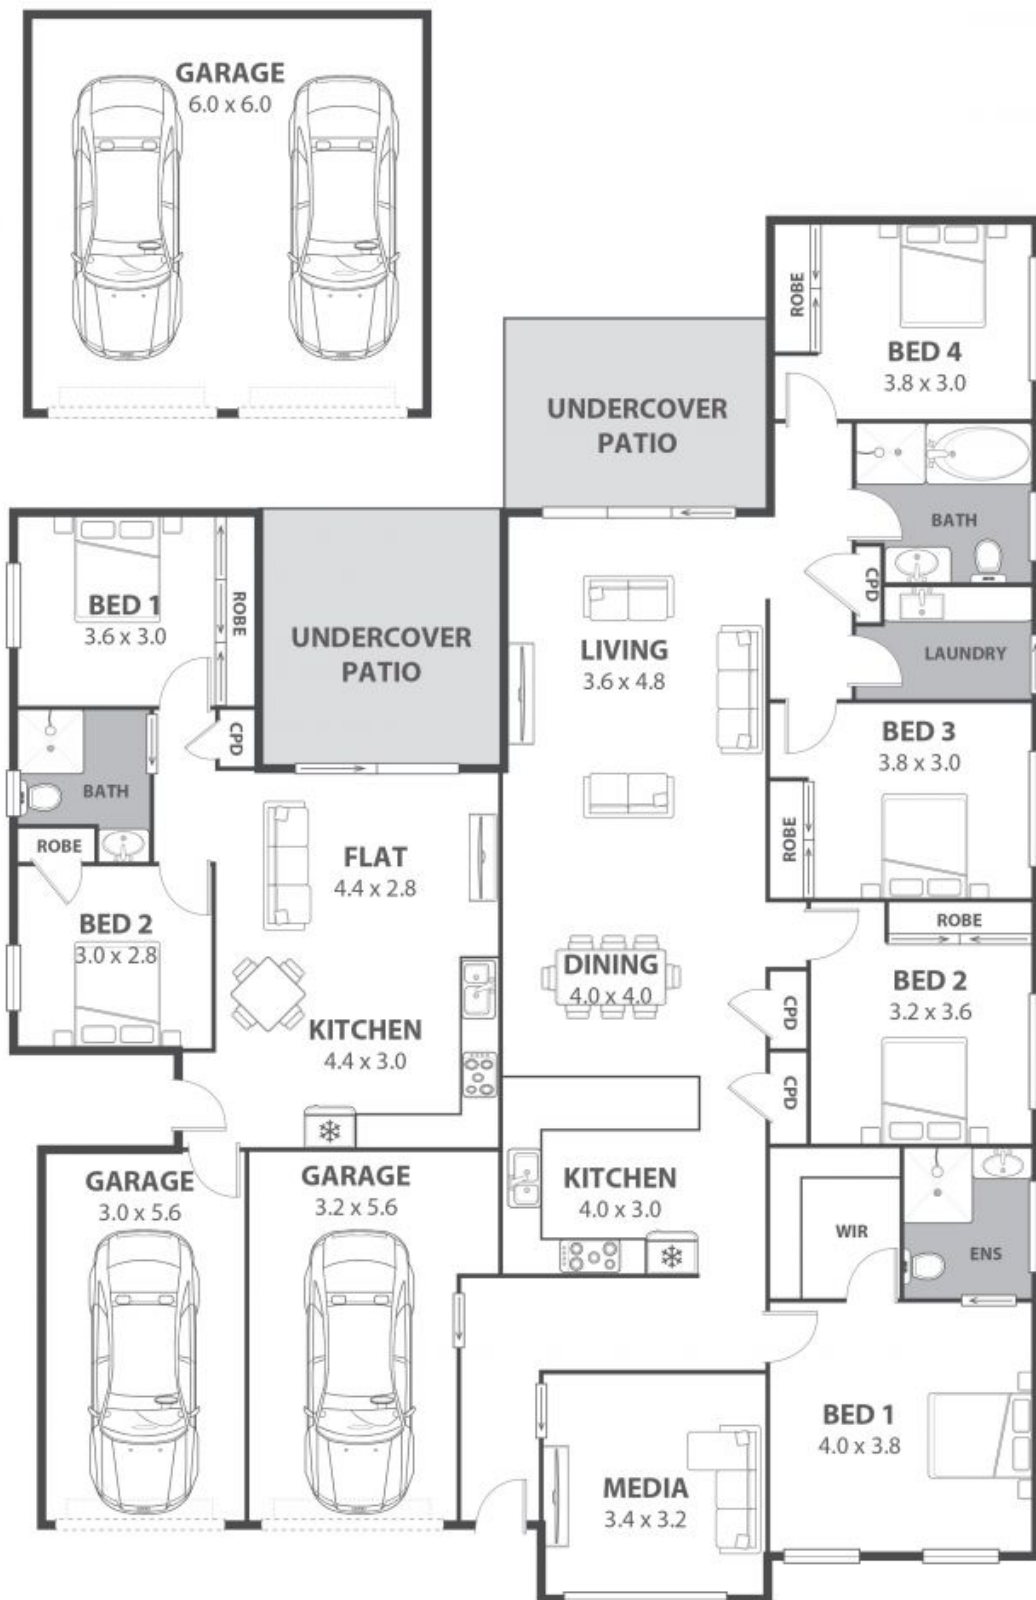 GARAGE
6.0 x 6.0
ROBE
BED 4
3.8 x 3.0
UNDERCOVER
PATIO
BATH
CPD
LAUNDRY
BED 1
3.6 x 3.0
ROBE
UNDERCOVER
PATIO
LIVING
3.6 x 4.8
CPD
BATH
ROBE
BED 3
3.8 x 3.0
ROBE
FLAT
4.4 x 2.8
BED 2
3.0 x 2.8
ROBE
DINING
4.0 x 4.0
BED 2
3.2 x 3.6
CPD
CPD
KITCHEN
4.4 x 3.0
GARAGE
3.0 x 5.6
GARAGE
3.2 x 5.6
KITCHEN
4.0 x 3.0
WIR
ENS
BED 1
4.0 x 3.8
MEDIA
3.4 x 3.2